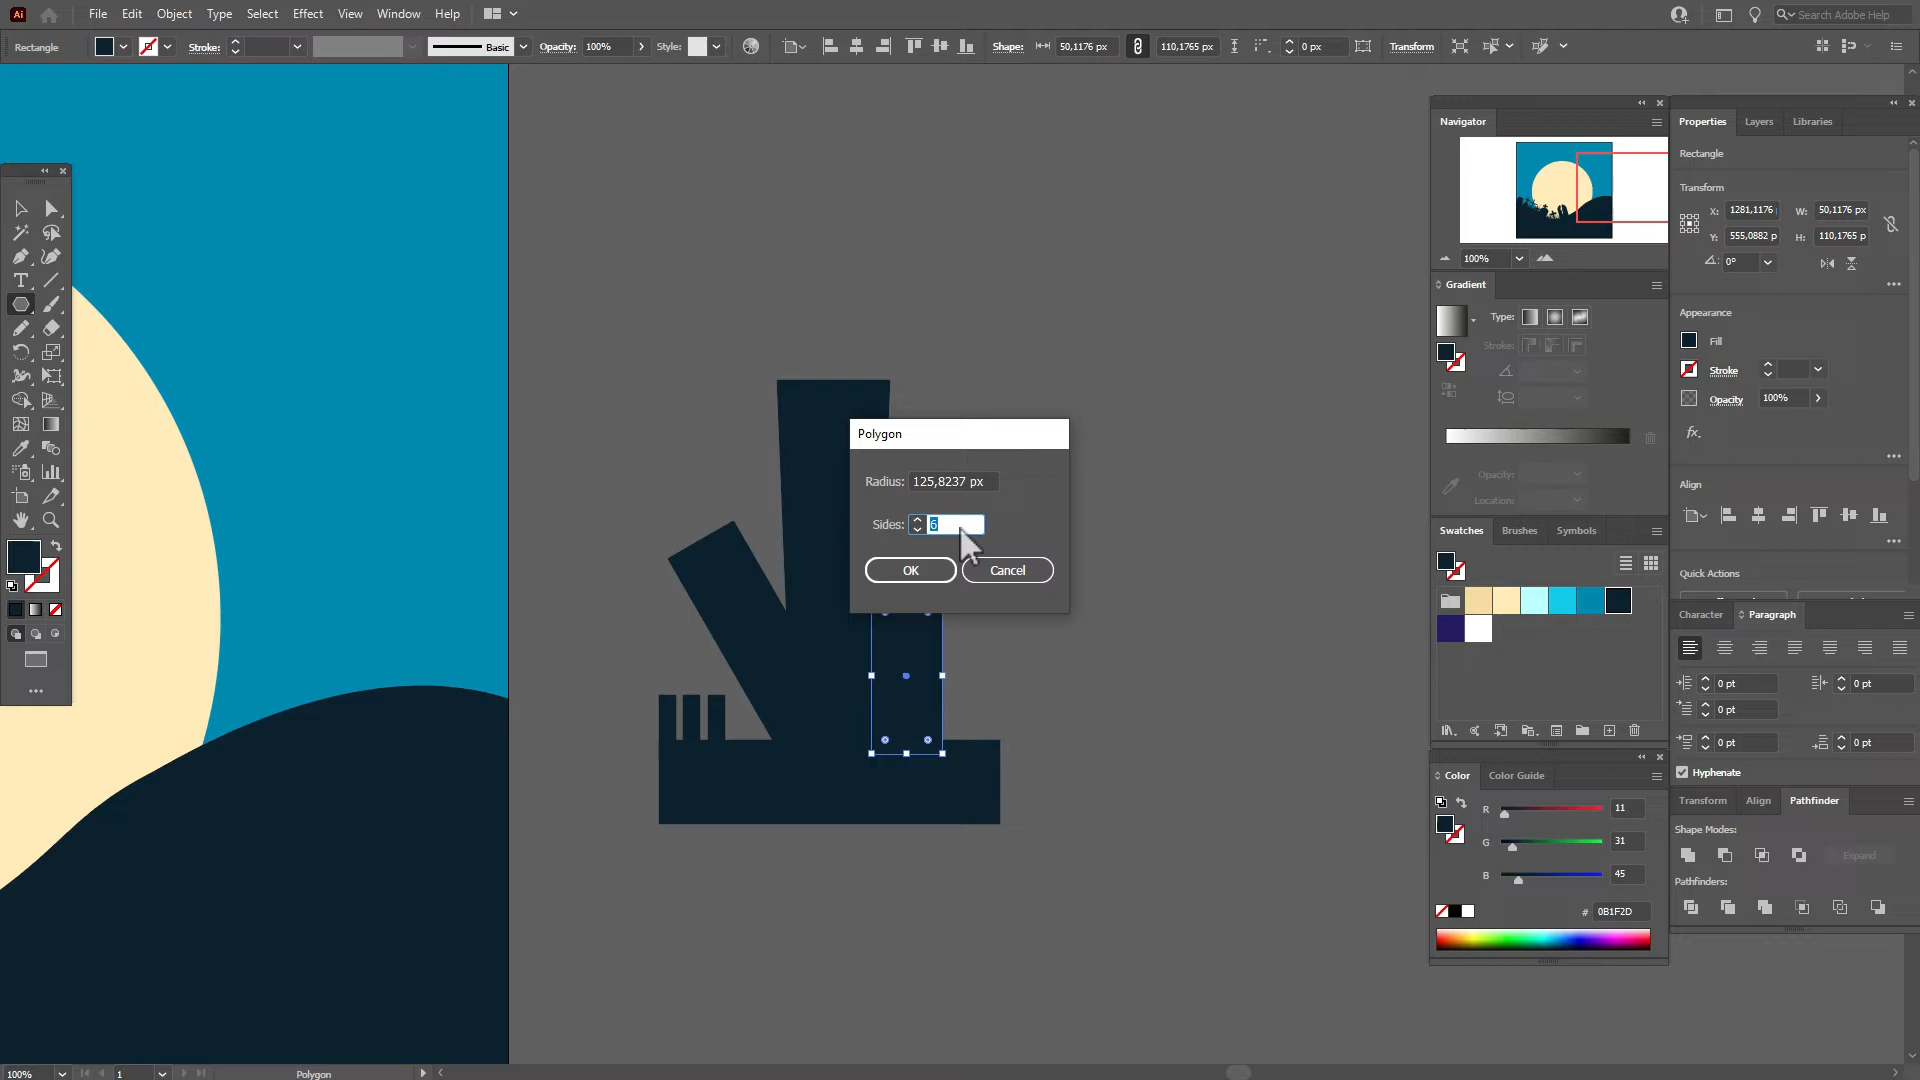 Ai File Edit Object Type Select Effect View Window Help Search Adobe Help
Rectangle Stroke: Basic Opacity: 100% Style: Shape: 50,1176 px 110,1765 px 0 px Transform
Navigator
100%
Gradient
Type:
Stroke:
Opacity:
Location:
Swatches Brushes Symbols
Color Color Guide
R 11
G 31
B 45
# 0B1F2D
Properties Layers Libraries
Rectangle
Transform
X: 1281,1176 W: 50,1176 px
Y: 555,0882 p H: 110,1765 p
0°
Appearance
Fill
Stroke
Opacity 100%
fx.
Align
Quick Actions
Character Paragraph
0 pt 0 pt
0 pt
0 pt 0 pt
Hyphenate
Transform Align Pathfinder
Shape Modes:
Expand
Pathfinders:
Polygon
Radius: 125,8237 px
Sides: 6
OK Cancel
100% 1 Polygon